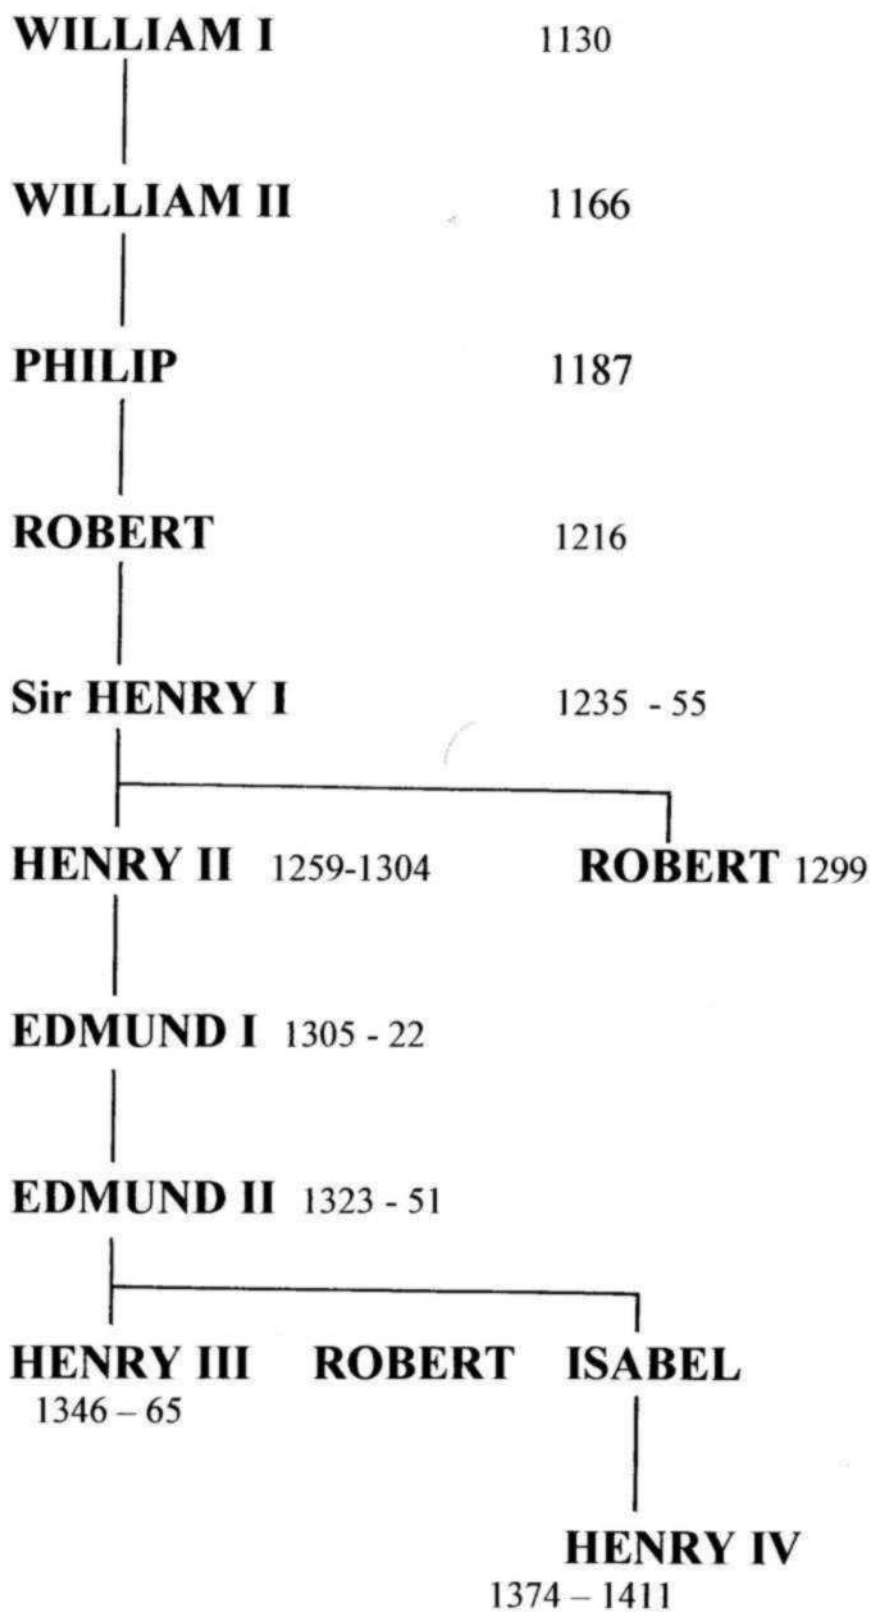 WILLIAM I 1130
WILLIAM II 1166
PHILIP 1187
ROBERT 1216
Sir HENRY I 1235 - 55
HENRY II 1259-1304 ROBERT 1299
EDMUND I 1305 - 22
EDMUND II 1323 - 51
HENRY III ROBERT ISABEL
1346 – 65
HENRY IV
1374 – 1411